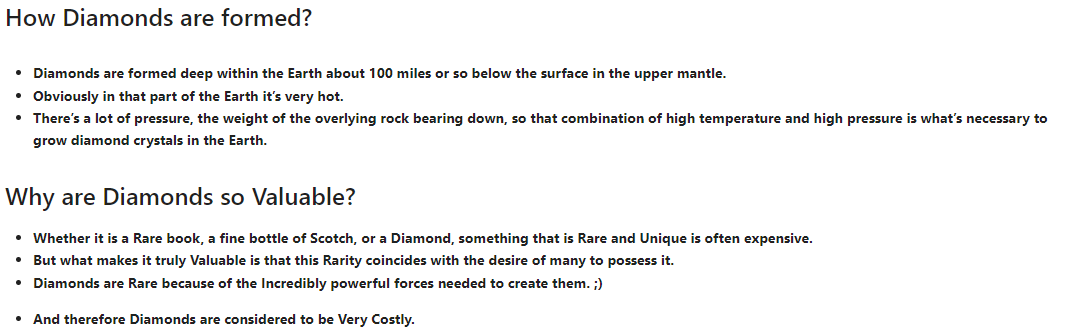 How Diamonds are formed?
• Diamonds are formed deep within the Earth about 100 miles or so below the surface in the upper mantle.
• Obviously in that part of the Earth it’s very hot.
• There’s a lot of pressure, the weight of the overlying rock bearing down, so that combination of high temperature and high pressure is what’s necessary to
grow diamond crystals in the Earth.
Why are Diamonds so Valuable?
• Whether it is a Rare book, a fine bottle of Scotch, or a Diamond, something that is Rare and Unique is often expensive.
• But what makes it truly Valuable is that this Rarity coincides with the desire of many to possess it.
• Diamonds are Rare because of the Incredibly powerful forces needed to create them. ;)
• And therefore Diamonds are considered to be Very Costly.